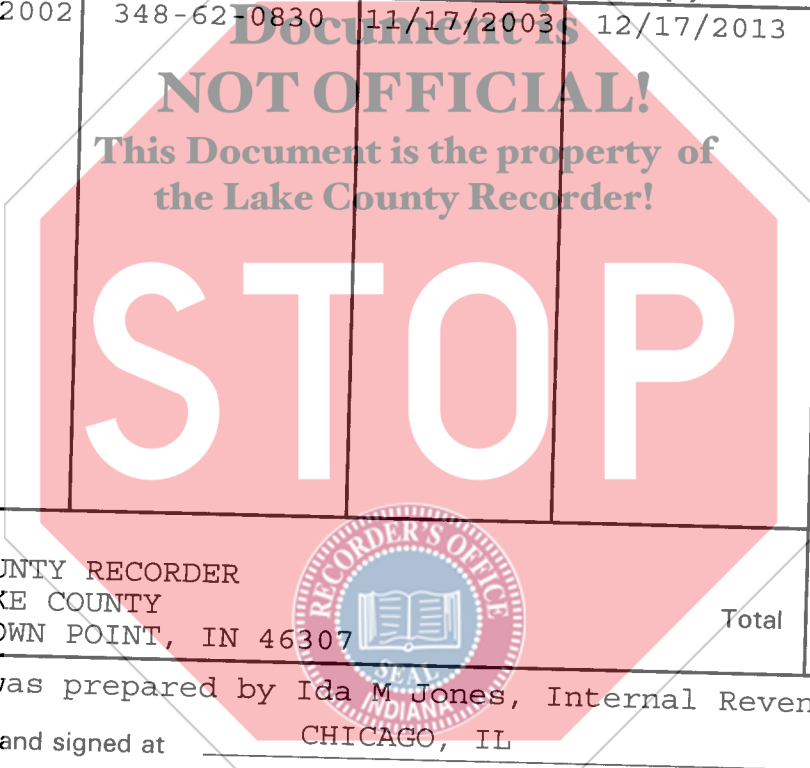 2002 348-62-0830 11/17/2003 12/17/2013
Document is
NOT OFFICIAL!
This Document is the property of
the Lake County Recorder!
STOP
UNTY RECORDER
KE COUNTY
OWN POINT, IN 46307
Total
RECORDER'S OFFICE
SEAL
INDIANA
was prepared by Ida M Jones, Internal Reven
and signed at CHICAGO, IL